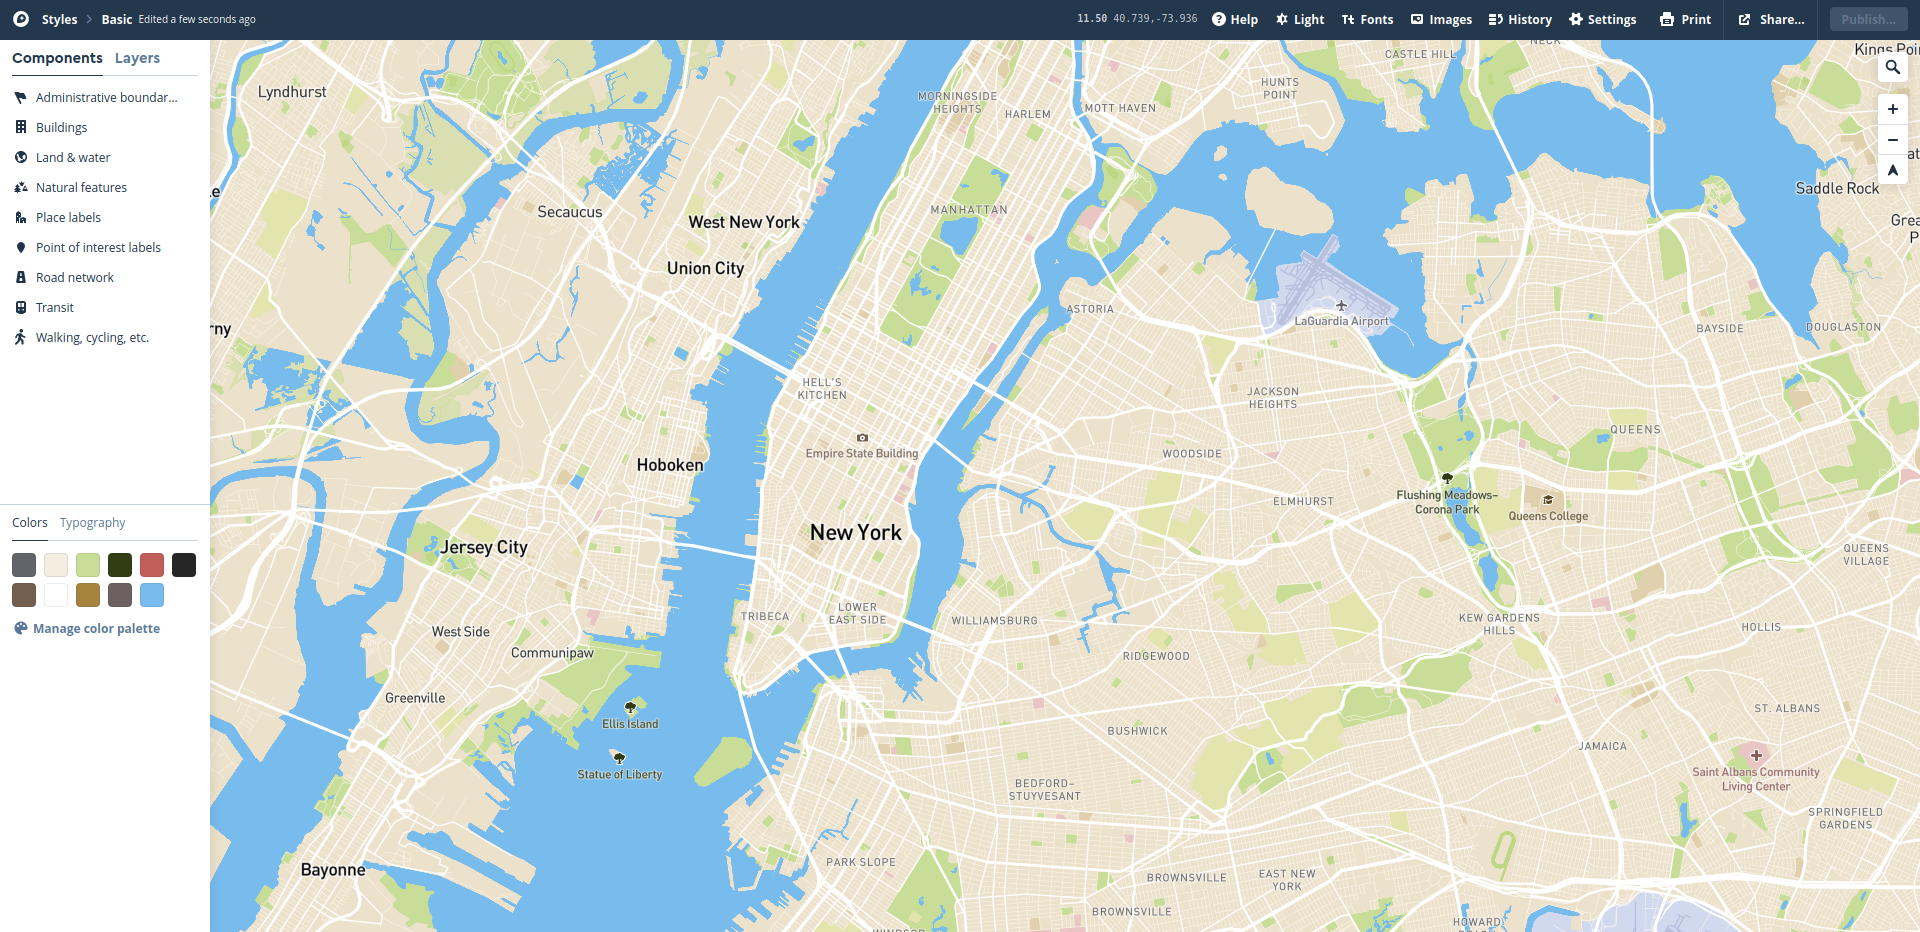 Styles
Basic
Edited a few seconds ago
11.50 40.739,-73.936
Help
Light
Fonts
Images
History
Settings
Print
Share...
Publish...
Components
Layers
Administrative boundar...
Buildings
Land & water
Natural features
Place labels
Point of interest labels
Road network
Transit
Walking, cycling, etc.
Colors
Typography
Manage color palette
Lyndhurst
Secaucus
West New York
Union City
rny
Hoboken
Jersey City
West Side
Communipaw
Greenville
Ellis Island
Statue of Liberty
Bayonne
MORNINGSIDE
HEIGHTS
HARLEM
MOTT HAVEN
HUNTS
POINT
CASTLE HILL
NECK
Kings Poi
MANHATTAN
Saddle Rock
Grea
P
ASTORIA
LaGuardia Airport
BAYSIDE
DOUGLASTON
HELL'S
KITCHEN
JACKSON
HEIGHTS
QUEENS
Empire State Building
WOODSIDE
ELMHURST
Flushing Meadows–
Corona Park
Queens College
New York
QUEENS
VILLAGE
TRIBECA
LOWER
EAST SIDE
WILLIAMSBURG
KEW GARDENS
HILLS
HOLLIS
RIDGEWOOD
ST. ALBANS
BUSHWICK
JAMAICA
Saint Albans Community
Living Center
BEDFORD–
STUYVESANT
SPRINGFIELD
GARDENS
PARK SLOPE
BROWNSVILLE
EAST NEW
YORK
BROWNSVILLE
HOWARD
WINDSOR